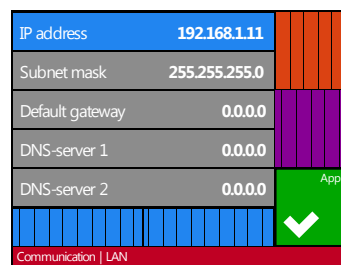 IP address 192.168.1.11
Subnet mask 255.255.255.0
Default gateway 0.0.0.0
DNS-server 1 0.0.0.0
DNS-server 2 0.0.0.0
App
Communication | LAN